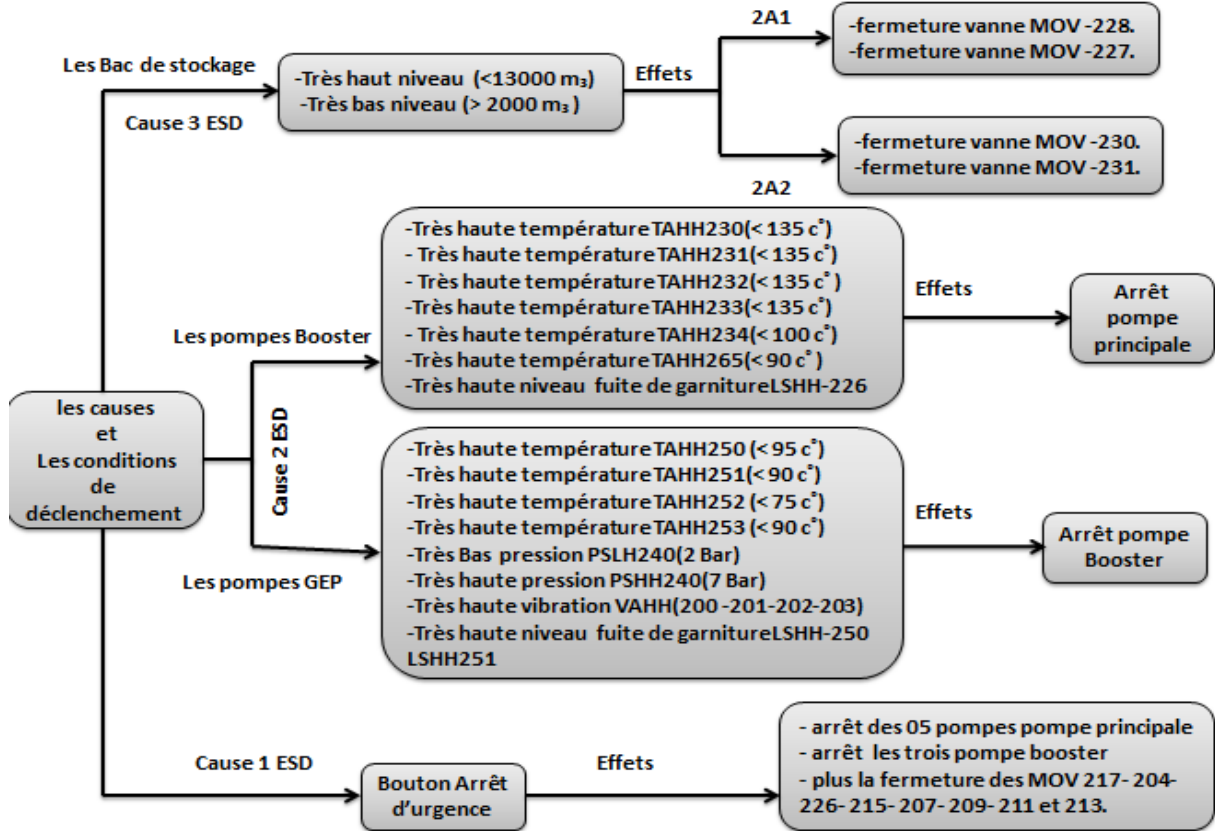 2A1
-fermeture vanne MOV -228.
-fermeture vanne MOV -227.
Les Bac de stockage
-Très haut niveau (<13000 m₃)
-Très bas niveau (> 2000 m₃ )
Effets
Cause 3 ESD
-fermeture vanne MOV -230.
-fermeture vanne MOV -231.
2A2
-Très haute température TAHH230(< 135 c°)
- Très haute température TAHH231(< 135 c°)
- Très haute température TAHH232(< 135 c° )
-Très haute température TAHH233(< 135 c°)
- Très haute température TAHH234(< 100 c°)
-Très haute température TAHH265(< 90 c° )
-Très haute niveau fuite de garnitureLSHH-226
Effets
Arrêt
pompe
principale
Les pompes Booster
les causes
et
Les conditions
de
déclenchement
Cause 2 ESD
-Très haute température TAHH250 (< 95 c°)
-Très haute température TAHH251(< 90 c°)
-Très haute température TAHH252 (< 75 c°)
-Très haute température TAHH253 (< 90 c°)
-Très Bas pression PSLH240(2 Bar)
-Très haute pression PSHH240(7 Bar)
-Très haute vibration VAHH(200 -201-202-203)
-Très haute niveau fuite de garnitureLSHH-250
LSHH251
Effets
Arrêt pompe
Booster
Les pompes GEP
Cause 1 ESD
Bouton Arrêt
d'urgence
Effets
- arrêt des 05 pompes pompe principale
- arrêt les trois pompe booster
- plus la fermeture des MOV 217- 204-
226- 215- 207- 209- 211 et 213.